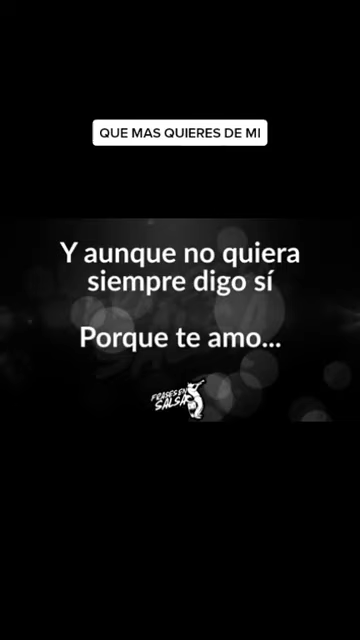 QUE MAS QUIERES DE MI
Y aunque no quiera
siempre digo sí
Porque te amo...
FRASES EN
SALSA